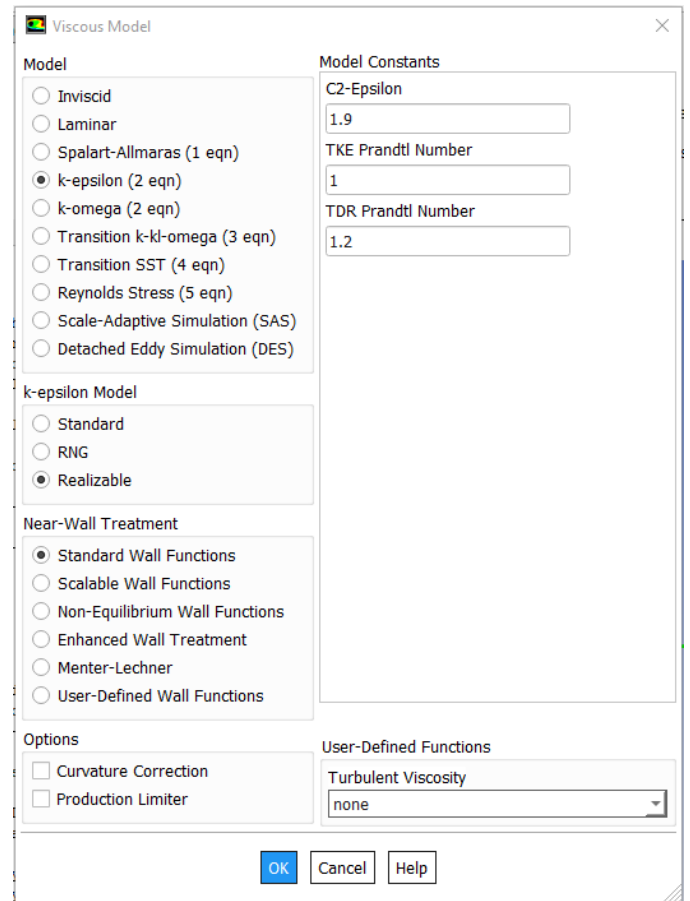 Viscous Model
Model
Inviscid
Laminar
Spalart-Allmaras (1 eqn)
k-epsilon (2 eqn)
k-omega (2 eqn)
Transition k-kl-omega (3 eqn)
Transition SST (4 eqn)
Reynolds Stress (5 eqn)
Scale-Adaptive Simulation (SAS)
Detached Eddy Simulation (DES)
k-epsilon Model
Standard
RNG
Realizable
Near-Wall Treatment
Standard Wall Functions
Scalable Wall Functions
Non-Equilibrium Wall Functions
Enhanced Wall Treatment
Menter-Lechner
User-Defined Wall Functions
Options
Curvature Correction
Production Limiter
Model Constants
C2-Epsilon
1.9
TKE Prandtl Number
1
TDR Prandtl Number
1.2
User-Defined Functions
Turbulent Viscosity
none
OK Cancel Help